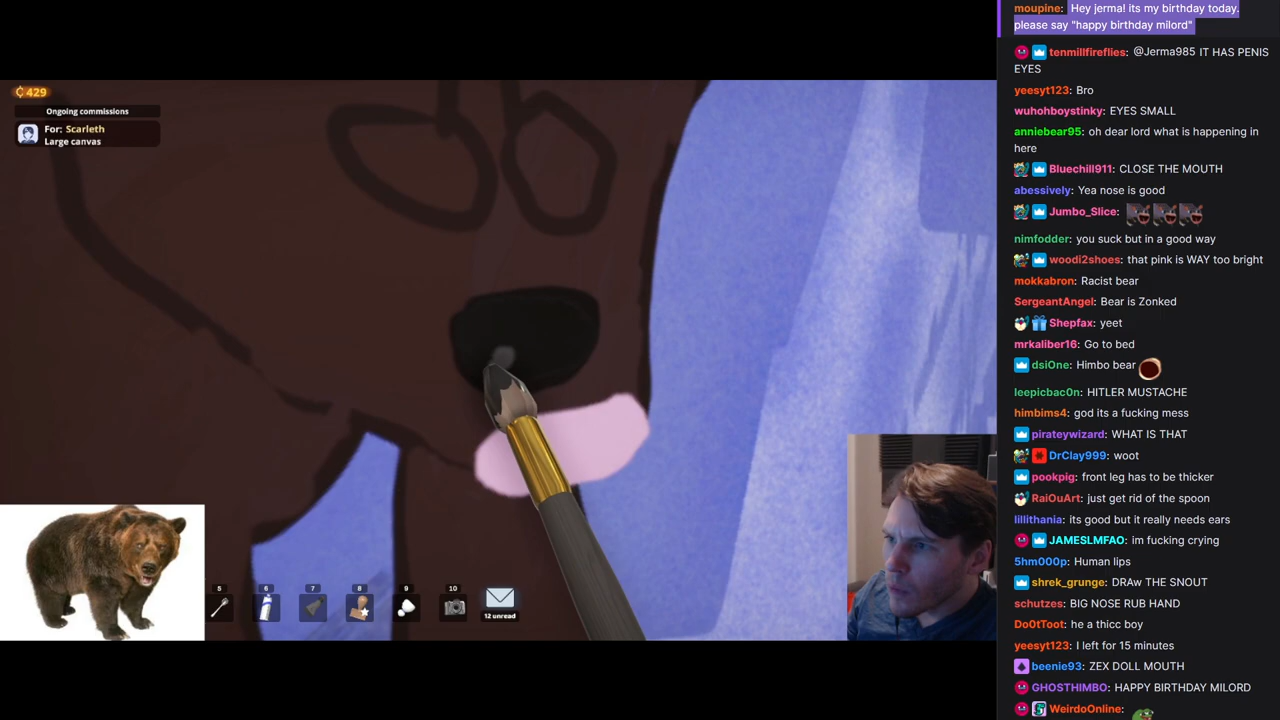 429
Ongoing commissions
For: Scarleth
Large canvas
5
6
7
8
9
10
12 unread
moupine: Hey jerma! its my birthday today.
please say "happy birthday milord"
tenmillfireflies: @Jerma985 IT HAS PENIS
EYES
yeesyt123: Bro
wuhohboystinky: EYES SMALL
anniebear95: oh dear lord what is happening in
here
Bluechill911: CLOSE THE MOUTH
abessively: Yea nose is good
Jumbo_Slice:
nimfodder: you suck but in a good way
woodi2shoes: that pink is WAY too bright
mokkabron: Racist bear
SergeantAngel: Bear is Zonked
Shepfax: yeet
mrkaliber16: Go to bed
dsiOne: Himbo bear
leepicbac0n: HITLER MUSTACHE
himbims4: god its a fucking mess
pirateywizard: WHAT IS THAT
DrClay999: woot
pookpig: front leg has to be thicker
RaiOuArt: just get rid of the spoon
lillithania: its good but it really needs ears
JAMESLMFAO: im fucking crying
5hm000p: Human lips
shrek_grunge: DRAw THE SNOUT
schutzes: BIG NOSE RUB HAND
Do0tToot: he a thicc boy
yeesyt123: I left for 15 minutes
beenie93: ZEX DOLL MOUTH
GHOSTHIMBO: HAPPY BIRTHDAY MILORD
WeirdoOnline: